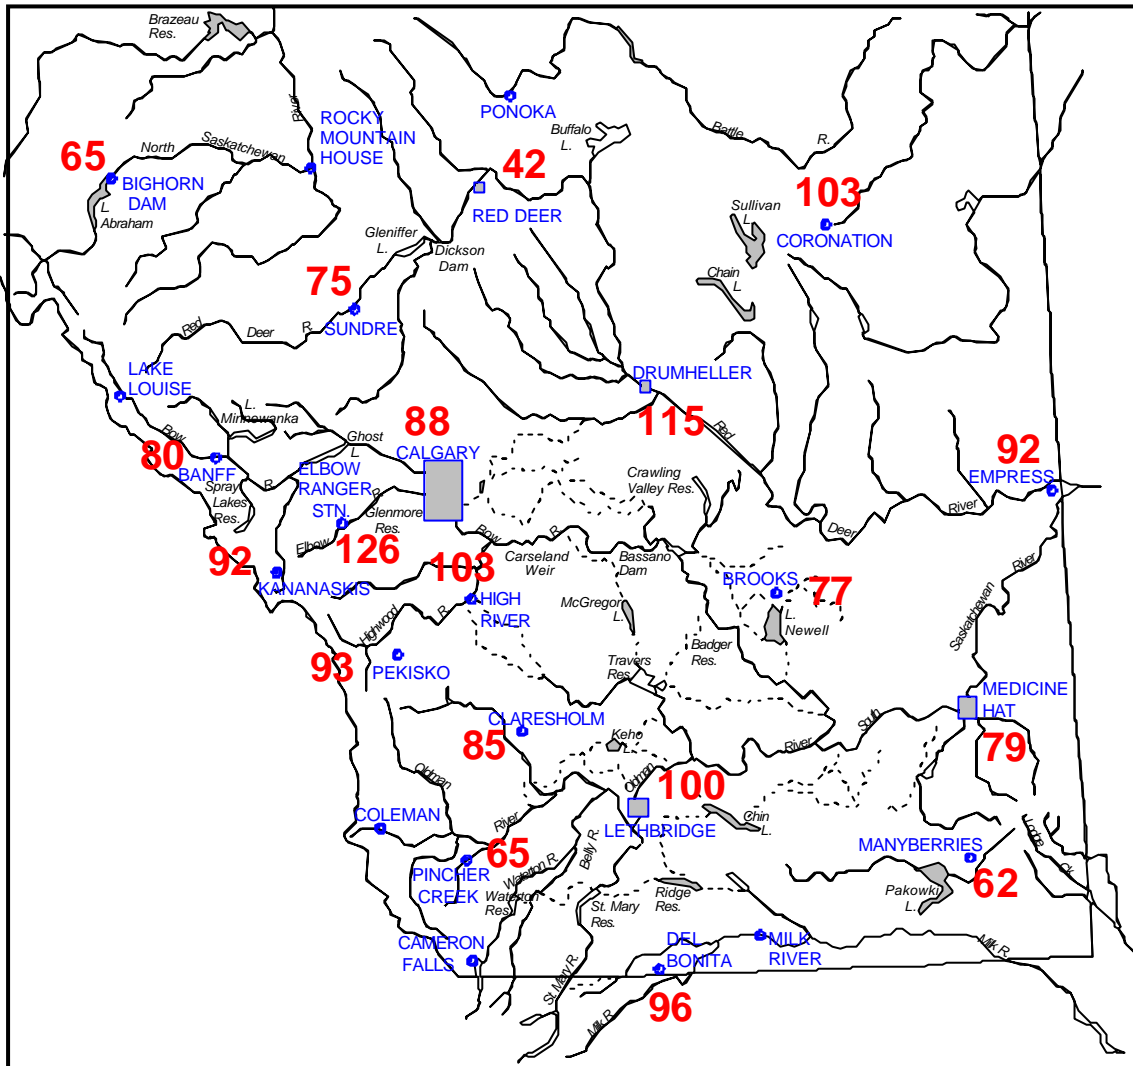 Brazeau
Res.
River
ROCKY
MOUNTAIN
HOUSE
PONOKA
Buffalo
L.
Battle
R.
65
North
Saskatchewan
BIGHORN
DAM
L.
Abraham
42
RED DEER
103
Sullivan
L.
CORONATION
Gleniffer
L.
Dickson
Dam
Chain
L.
75
SUNDRE
Red
Deer
R.
LAKE
LOUISE
DRUMHELLER
115
Red
L.
Minnewanka
Bow
80
BANFF
Ghost
L
88
CALGARY
ELBOW
RANGER
STN.
R.
R.
Spray
Lakes
Res.
Glenmore
Res.
Elbow
126
Crawling
Valley Res.
92
EMPRESS
River
Deer
Bow
R.
Carseland
Weir
Bassano
Dam
92
KANANASKIS
103
HIGH
RIVER
Highwood
R.
McGregor
L.
BROOKS
77
L.
Newell
River
Saskatchewan
93
PEKISKO
Badger
Res.
Travers
Res.
MEDICINE
HAT
79
CLARESHOLM
85
Keho
L.
River
South
Oldman
Oldman
100
LETHBRIDGE
Chin
L.
COLEMAN
River
65
PINCHER
CREEK
Waterton R.
Waterton
Res.
Belly R.
MANYBERRIES
62
Pakowki
L.
Lodge
Ck.
Ridge
Res.
St. Mary
Res.
CAMERON
FALLS
DEL
BONITA
MILK
RIVER
Milk R.
St. Mary R.
96
Milk R.